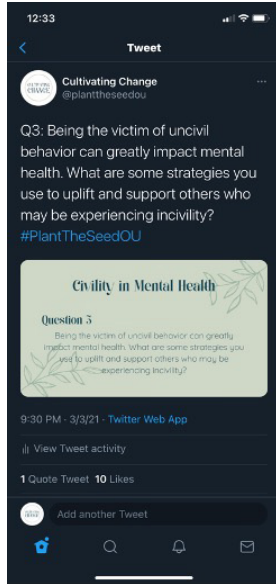 12:33
Tweet
CULTIVATING
CHANGE
Cultivating Change
@planttheseedou
Q3: Being the victim of uncivil
behavior can greatly impact mental
health. What are some strategies you
use to uplift and support others who
may be experiencing incivility?
#PlantTheSeedOU
Civility in Mental Health
Question 3
Being the victim of uncivil behavior can greatly
impact mental health. What are some strategies you
use to uplift and support others who may be
experiencing incivility?
9:30 PM · 3/3/21 · Twitter Web App
View Tweet activity
1 Quote Tweet 10 Likes
Add another Tweet